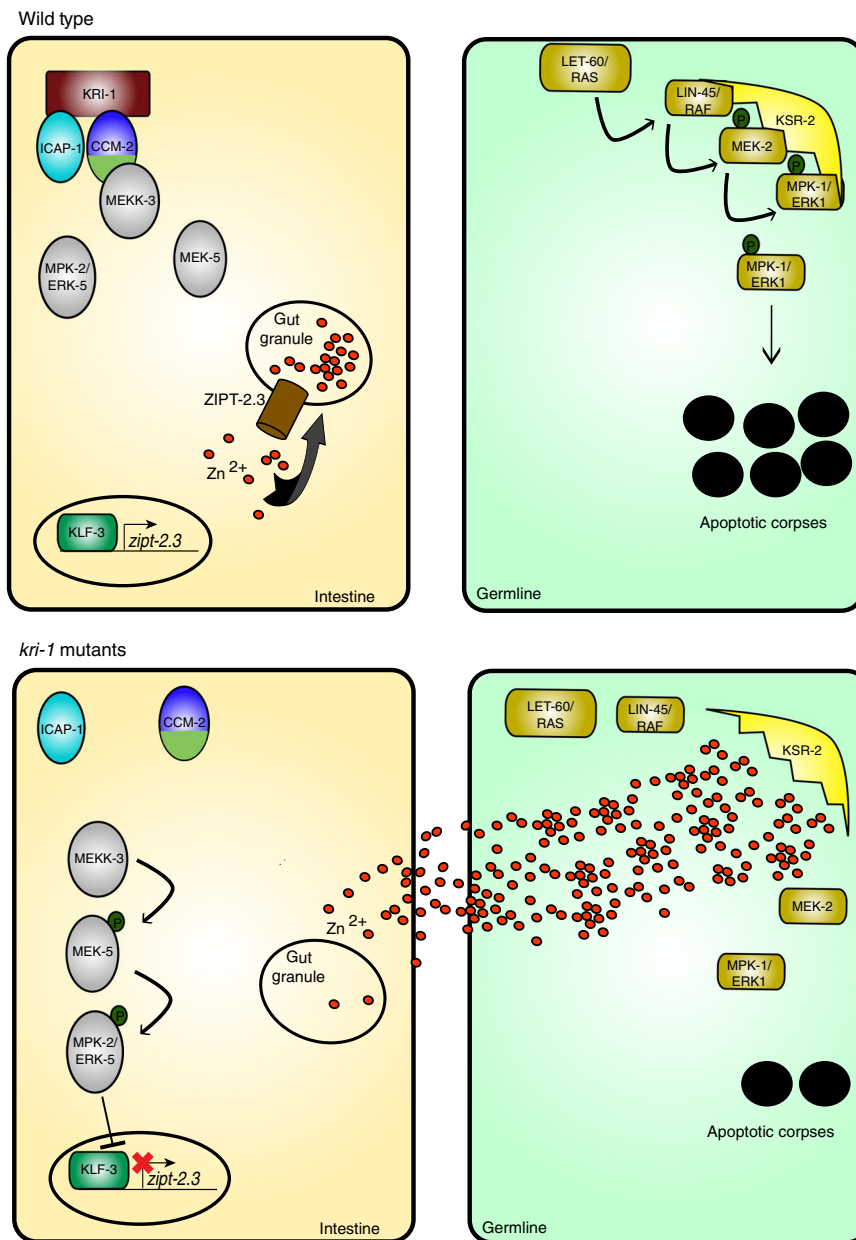 Wild type
KRI-1
ICAP-1
CCM-2
MEKK-3
MPK-2/
ERK-5
MEK-5
Gut
granule
ZIPT-2.3
Zn 2+
KLF-3
zipt-2.3
Intestine
LET-60/
RAS
LIN-45/
RAF
KSR-2
P
MEK-2
P
MPK-1/
ERK1
P
MPK-1/
ERK1
Apoptotic corpses
Germline
kri-1 mutants
ICAP-1
CCM-2
MEKK-3
P
MEK-5
P
MPK-2/
ERK-5
Zn 2+
Gut
granule
KLF-3
zipt-2.3
Intestine
LET-60/
RAS
LIN-45/
RAF
KSR-2
MEK-2
MPK-1/
ERK1
Apoptotic corpses
Germline